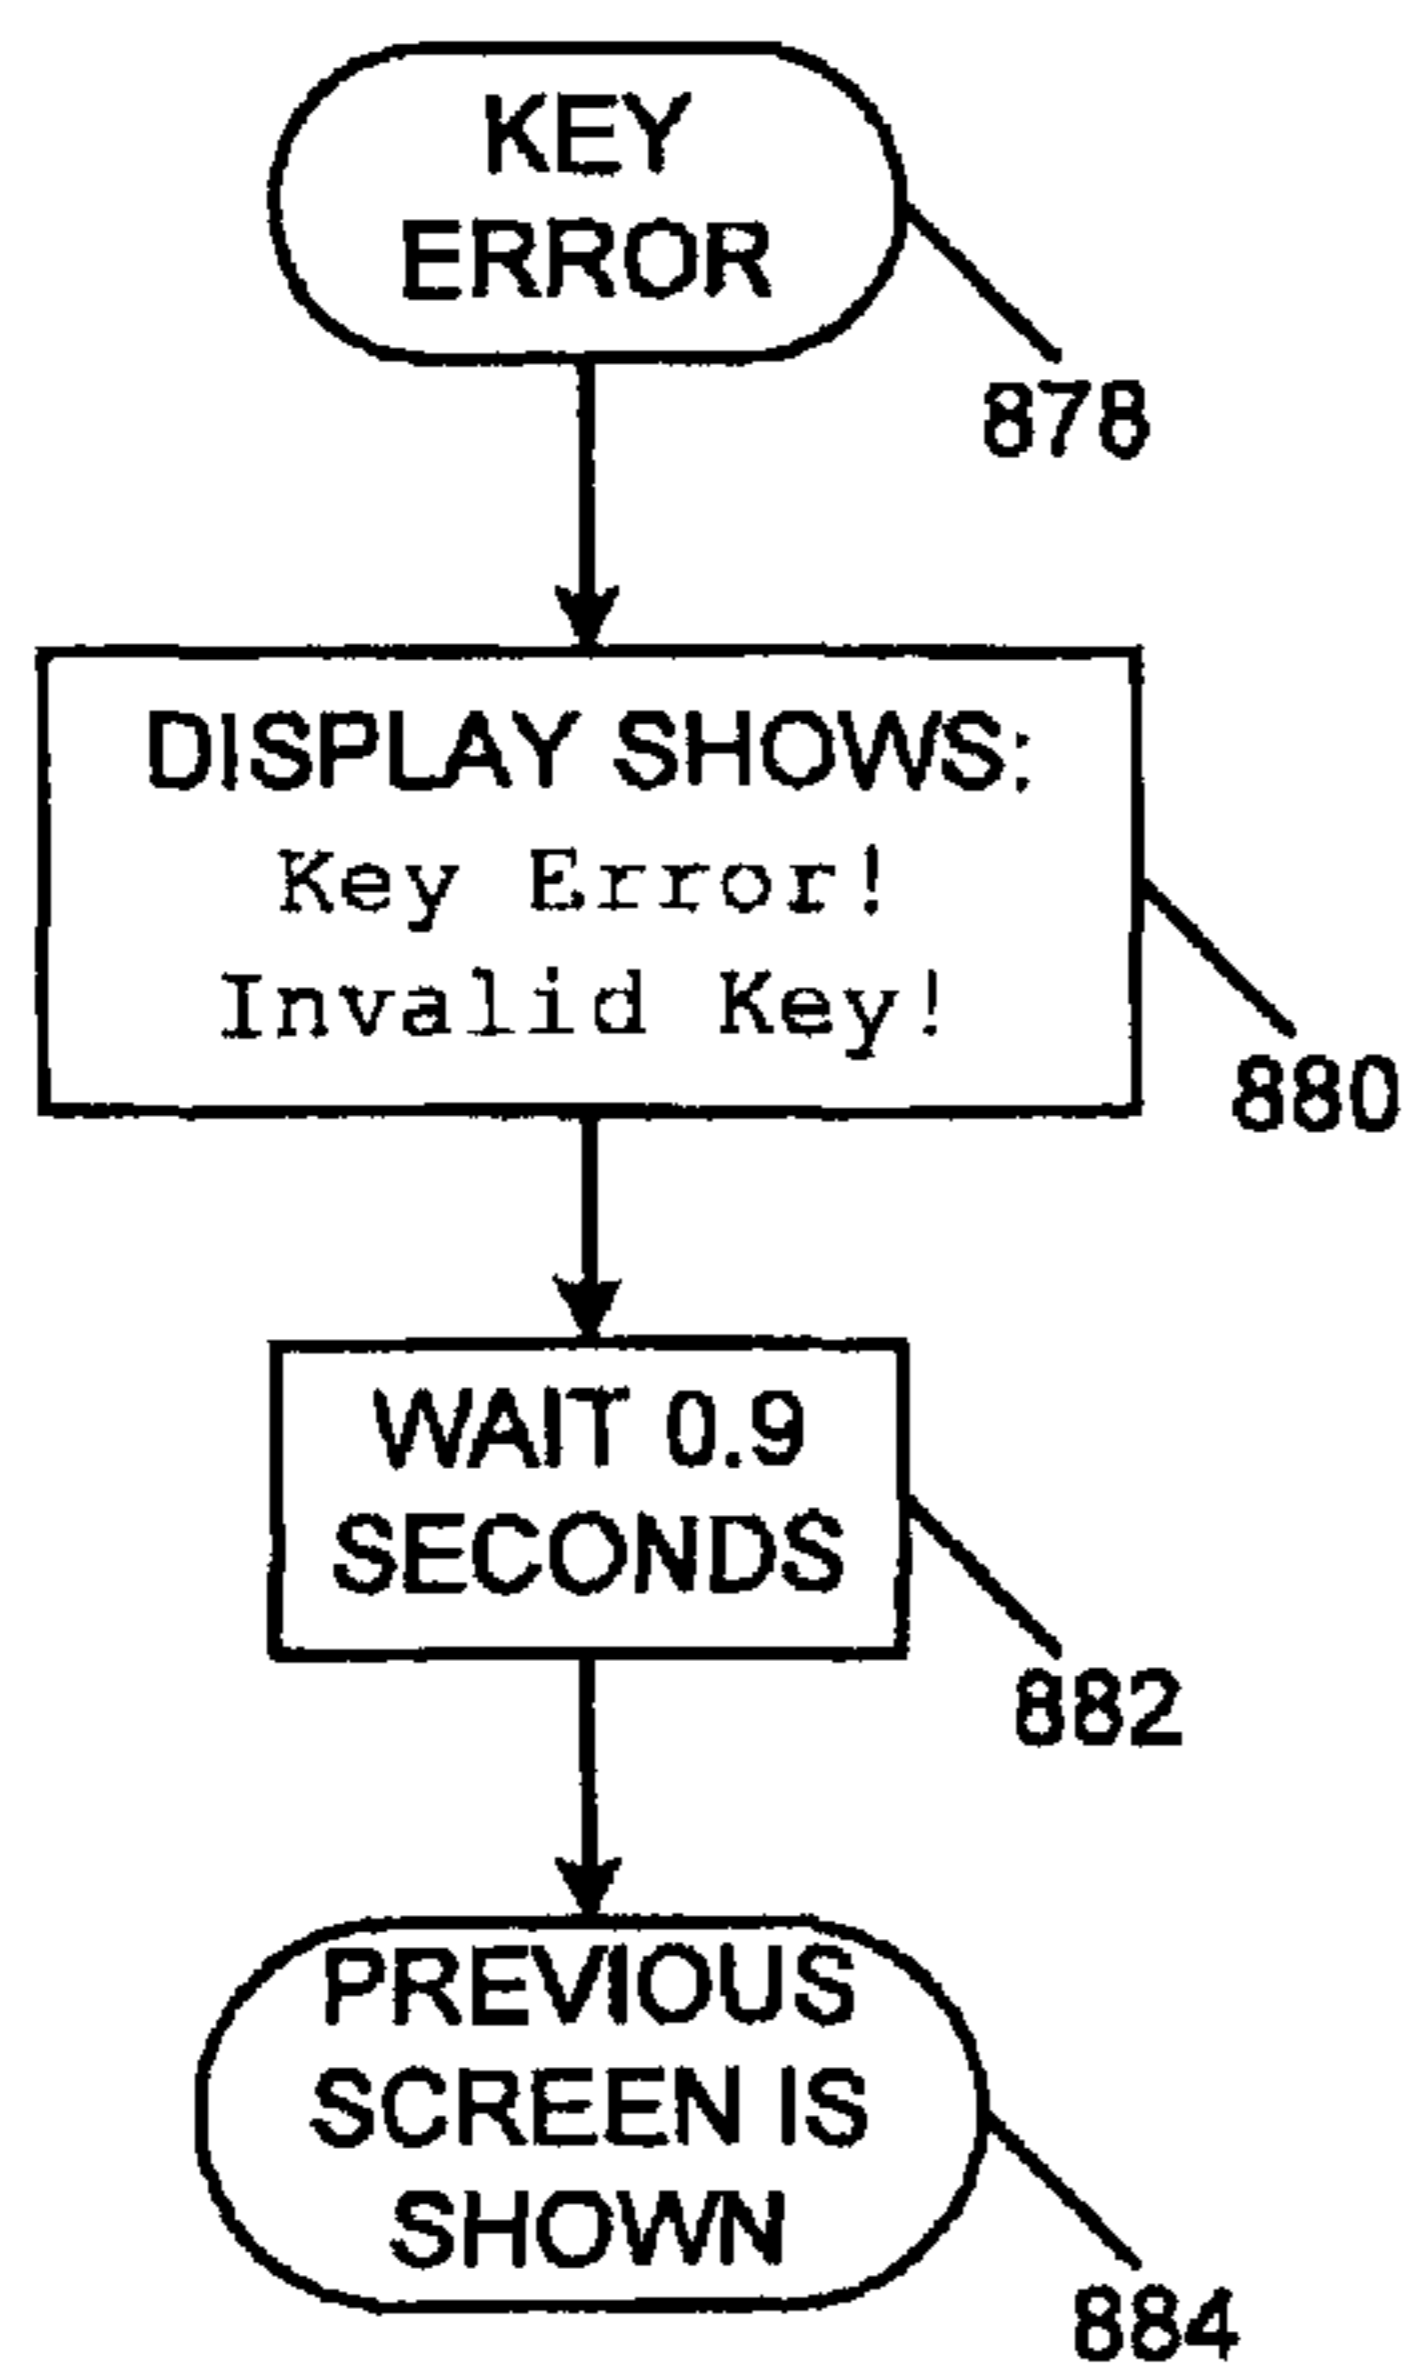 KEY
ERROR
878
DISPLAY SHOWS:
Key Error!
Invalid Key!
880
WAIT 0.9
SECONDS
882
PREVIOUS
SCREEN IS
SHOWN
884